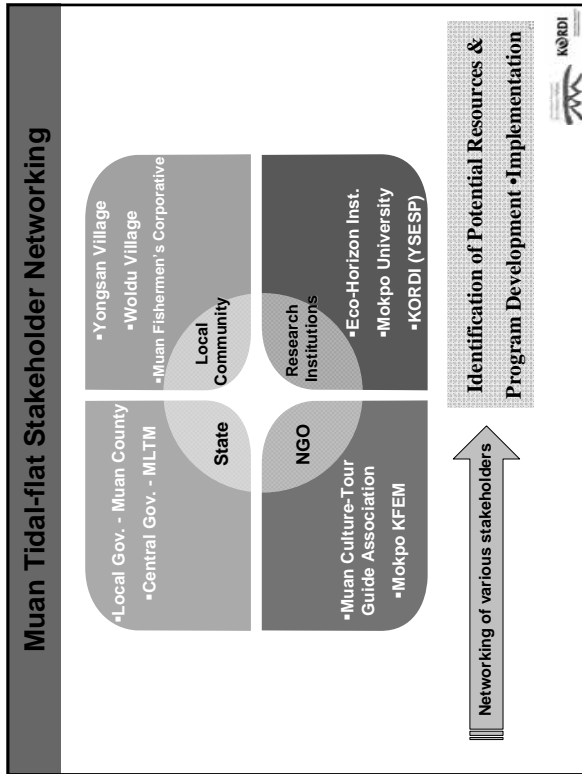 Muan Tidal-flat Stakeholder Networking
▪Local Gov. - Muan County
▪Central Gov. - MLTM
State
▪Yongsan Village
▪Woldu Village
▪Muan Fishermen's Corporative
Local
Community
NGO
▪Muan Culture-Tour
Guide Association
▪Mokpo KFEM
Research
Institutions
▪Eco-Horizon Inst.
▪Mokpo University
▪KORDI (YSESP)
Networking of various stakeholders
Identification of Potential Resources &
Program Development •Implementation
KORDI